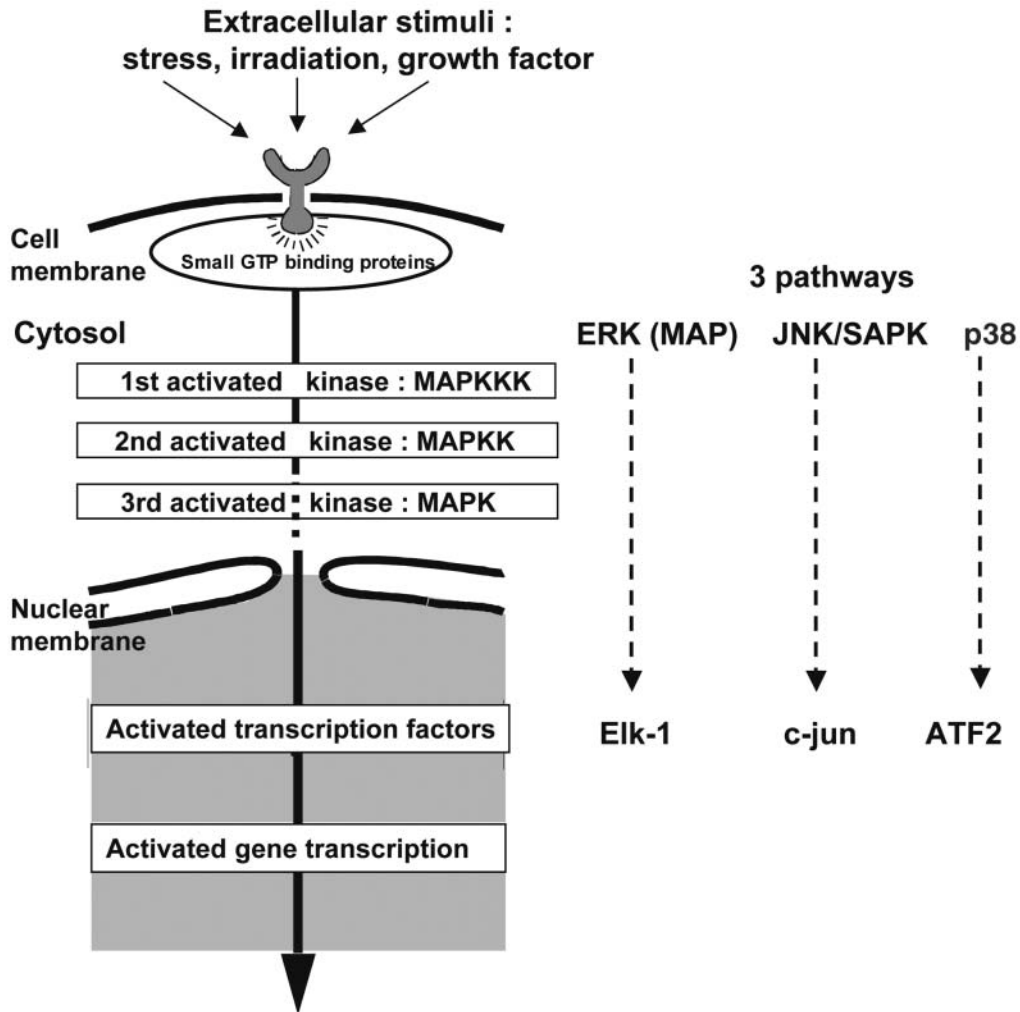 Extracellular stimuli :
stress, irradiation, growth factor
Cell
membrane
Small GTP binding proteins
Cytosol
1st activated kinase : MAPKKK
2nd activated kinase : MAPKK
3rd activated kinase : MAPK
Nuclear
membrane
Activated transcription factors
Activated gene transcription
3 pathways
ERK (MAP) JNK/SAPK p38
Elk-1 c-jun ATF2